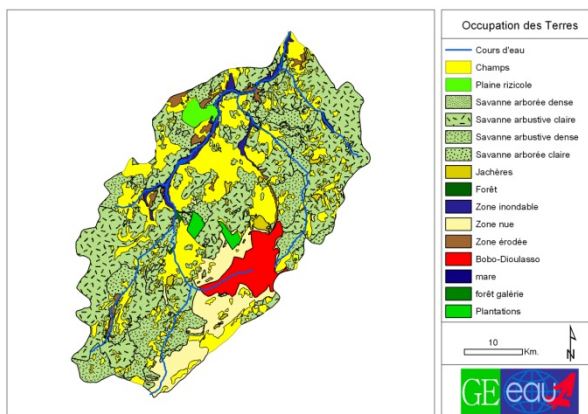 Occupation des Terres
Cours d'eau
Champs
Plaine rizicole
Savanne arborée dense
Savanne arbustive claire
Savanne arbustive dense
Savanne arborée claire
Jachères
Forêt
Zone inondable
Zone nue
Zone érodée
Bobo-Dioulasso
mare
forêt galérie
Plantations
10
Km.
N
GE eau